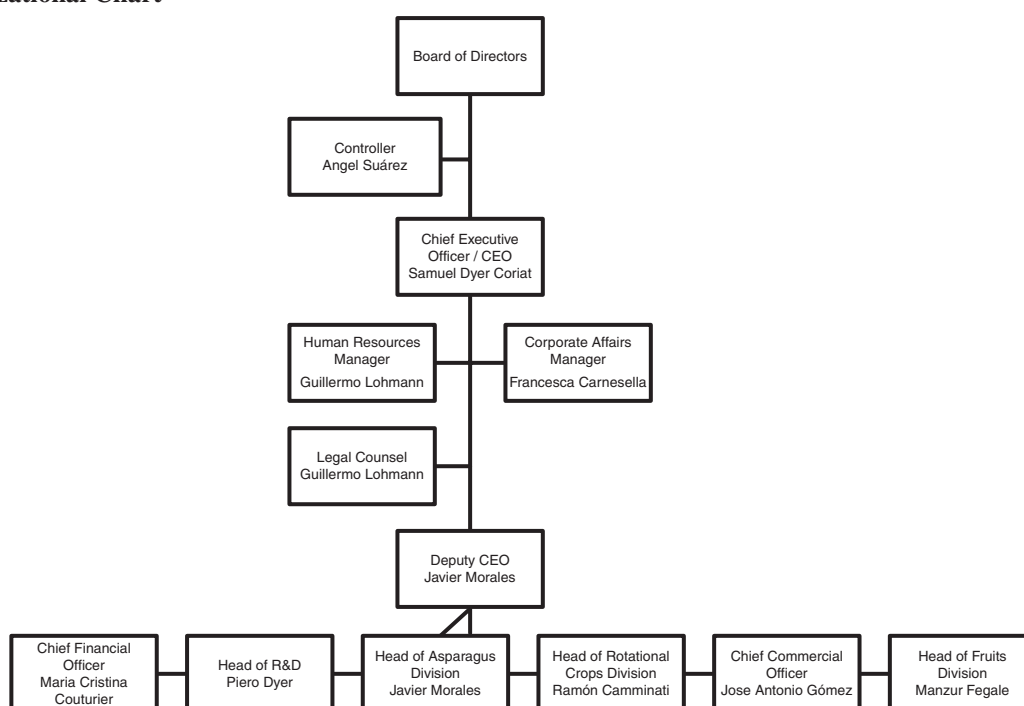 Chart
Board of Directors
Controller
Angel Suárez
Chief Executive
Officer / CEO
Samuel Dyer Coriat
Human Resources
Manager
Guillermo Lohmann
Corporate Affairs
Manager
Francesca Carnesella
Legal Counsel
Guillermo Lohmann
Deputy CEO
Javier Morales
Chief Financial
Officer
Maria Cristina
Couturier
Head of R&D
Piero Dyer
Head of Asparagus
Division
Javier Morales
Head of Rotational
Crops Division
Ramón Camminati
Chief Commercial
Officer
Jose Antonio Gómez
Head of Fruits
Division
Manzur Fegale